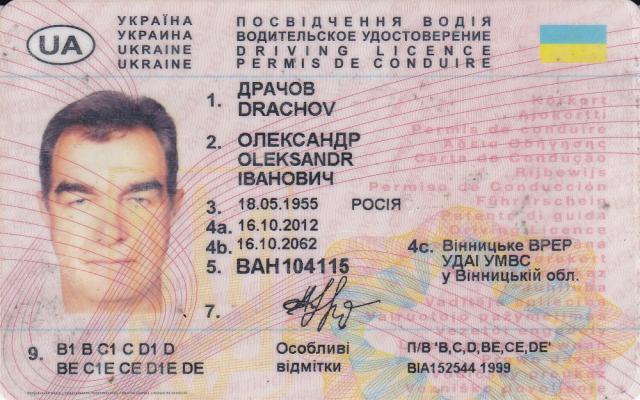 UA
УКРАЇНА
УКРАИНА
UKRAINE
UKRAINE
ПОСВІДЧЕННЯ ВОДІЯ
ВОДИТЕЛЬСКОЕ УДОСТОВЕРЕНИЕ
DRIVING LICENCE
PERMIS DE CONDUIRE
1. ДРАЧОВ
DRACHOV
2. ОЛЕКСАНДР
OLEKSANDR
ІВАНОВИЧ
3. 18.05.1955 РОСІЯ
4a. 16.10.2012
4b. 16.10.2062
4c. Вінницьке ВРЕР
УДАІ УМВС
у Вінницькій обл.
5. ВАН104115
7.
9. B1 B C1 C D1 D
BE C1E CE D1E DE
Особливі
відмітки
П/В 'B,C,D,BE,CE,DE'
ВІА152544 1999
Ajokortti
Permis de conduire
Άδεια Οδήγησης
Carta de Condução
Rijbewijs
Permiso de Conducción
Führerschein
Patente di guida
Driving Licence